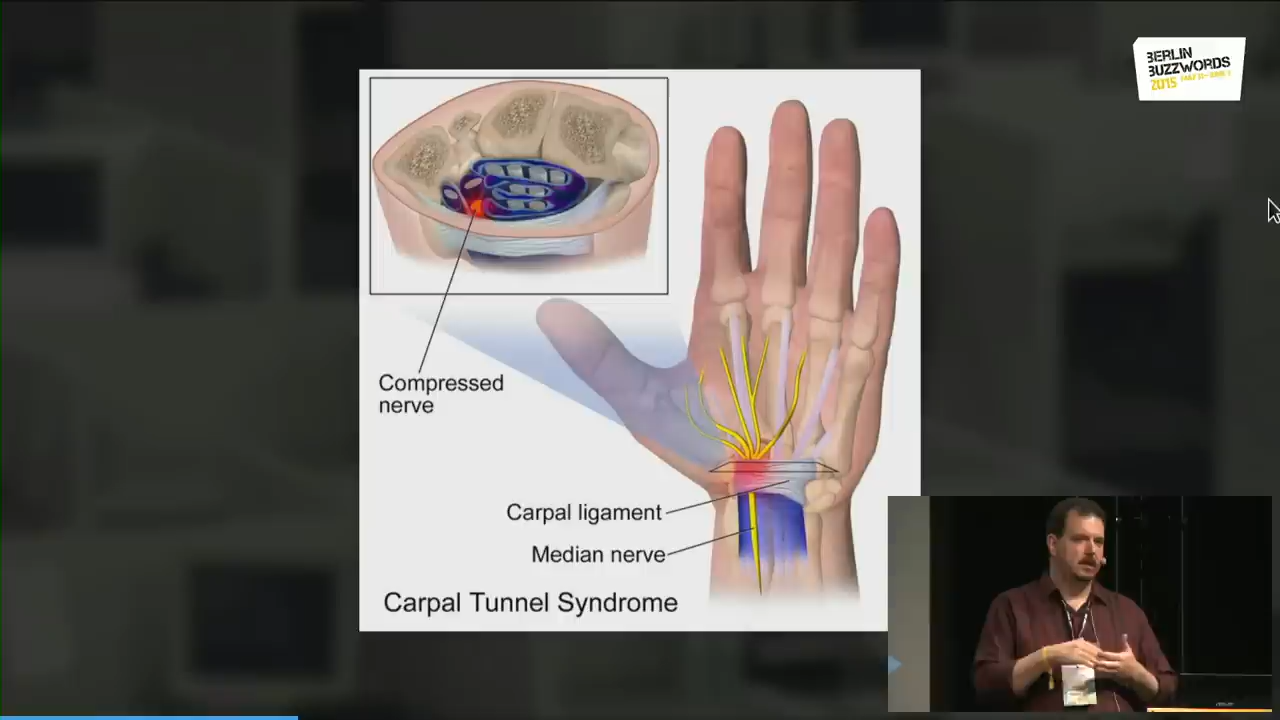 BERLIN
BUZZWORDS
2015
Compressed
nerve
Carpal ligament
Median nerve
Carpal Tunnel Syndrome